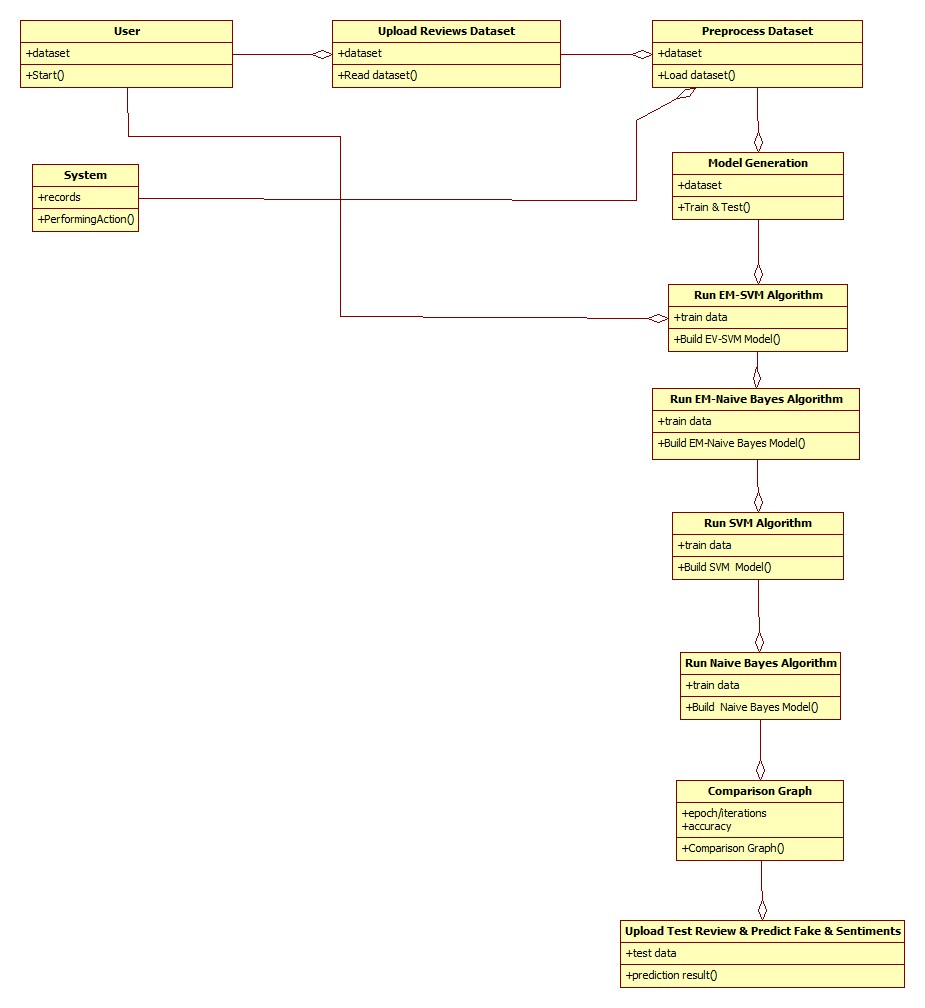 User
+dataset
+Start()
Upload Reviews Dataset
+dataset
+Read dataset()
Preprocess Dataset
+dataset
+Load dataset()
System
+records
+PerformingAction()
Model Generation
+dataset
+Train & Test()
Run EM-SVM Algorithm
+train data
+Build EV-SVM Model()
Run EM-Naive Bayes Algorithm
+train data
+Build EM-Naive Bayes Model()
Run SVM Algorithm
+train data
+Build SVM  Model()
Run Naive Bayes Algorithm
+train data
+Build  Naive Bayes Model()
Comparison Graph
+epoch/iterations
+accuracy
+Comparison Graph()
Upload Test Review & Predict Fake & Sentiments
+test data
+prediction result()